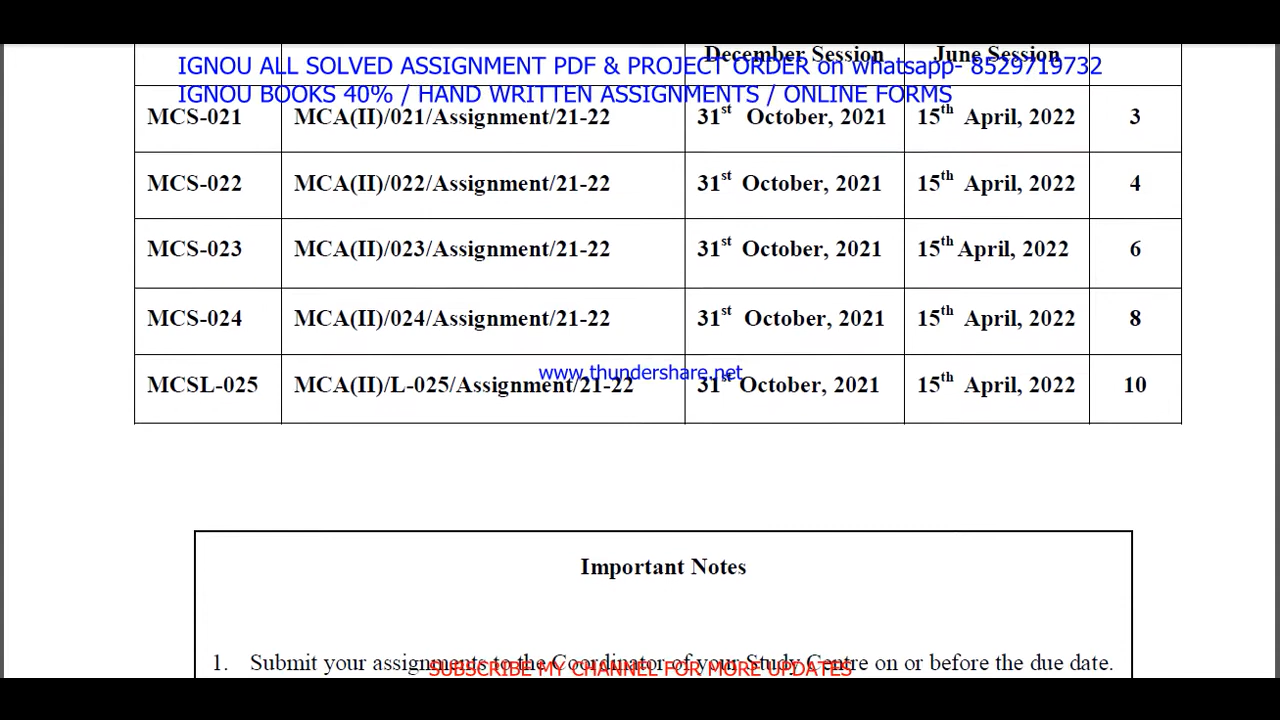 December Session June Session
IGNOU ALL SOLVED ASSIGNMENT PDF & PROJECT ORDER on whatsapp- 8529719732
IGNOU BOOKS 40% / HAND WRITTEN ASSIGNMENTS / ONLINE FORMS
MCS-021 MCA(II)/021/Assignment/21-22 31st October, 2021 15th April, 2022 3
MCS-022 MCA(II)/022/Assignment/21-22 31st October, 2021 15th April, 2022 4
MCS-023 MCA(II)/023/Assignment/21-22 31st October, 2021 15th April, 2022 6
MCS-024 MCA(II)/024/Assignment/21-22 31st October, 2021 15th April, 2022 8
www.thundershare.net
MCSL-025 MCA(II)/L-025/Assignment/21-22 31st October, 2021 15th April, 2022 10
Important Notes
1. Submit your assignments to the Coordinator of your Study Centre on or before the due date.
SUBSCRIBE MY CHANNEL FOR MORE UPDATES